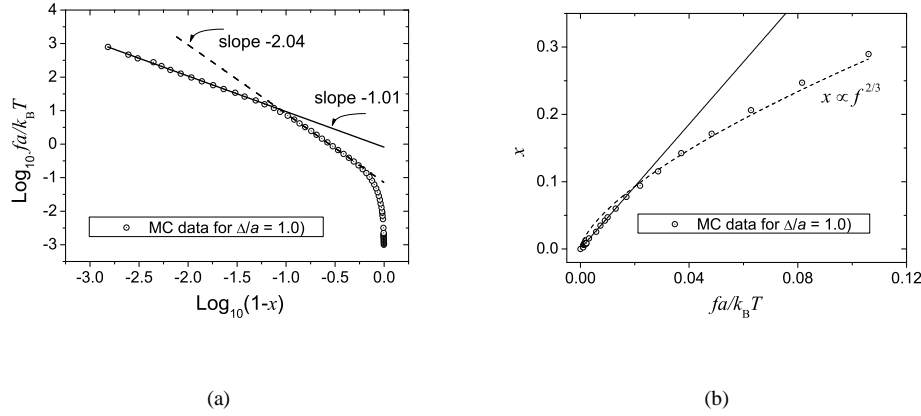 (a)
4
3
2
1
0
-1
-2
-3
Log10 fa/kBT
slope -2.04
slope -1.01
MC data for Δ/a = 1.0)
-3.0 -2.5 -2.0 -1.5 -1.0 -0.5 0.0
Log10(1-x)
(b)
0.3
0.2
0.1
0.0
x
x ∝ f 2/3
MC data for Δ/a = 1.0)
0.00 0.04 0.08 0.12
fa/kBT
(a)
(b)